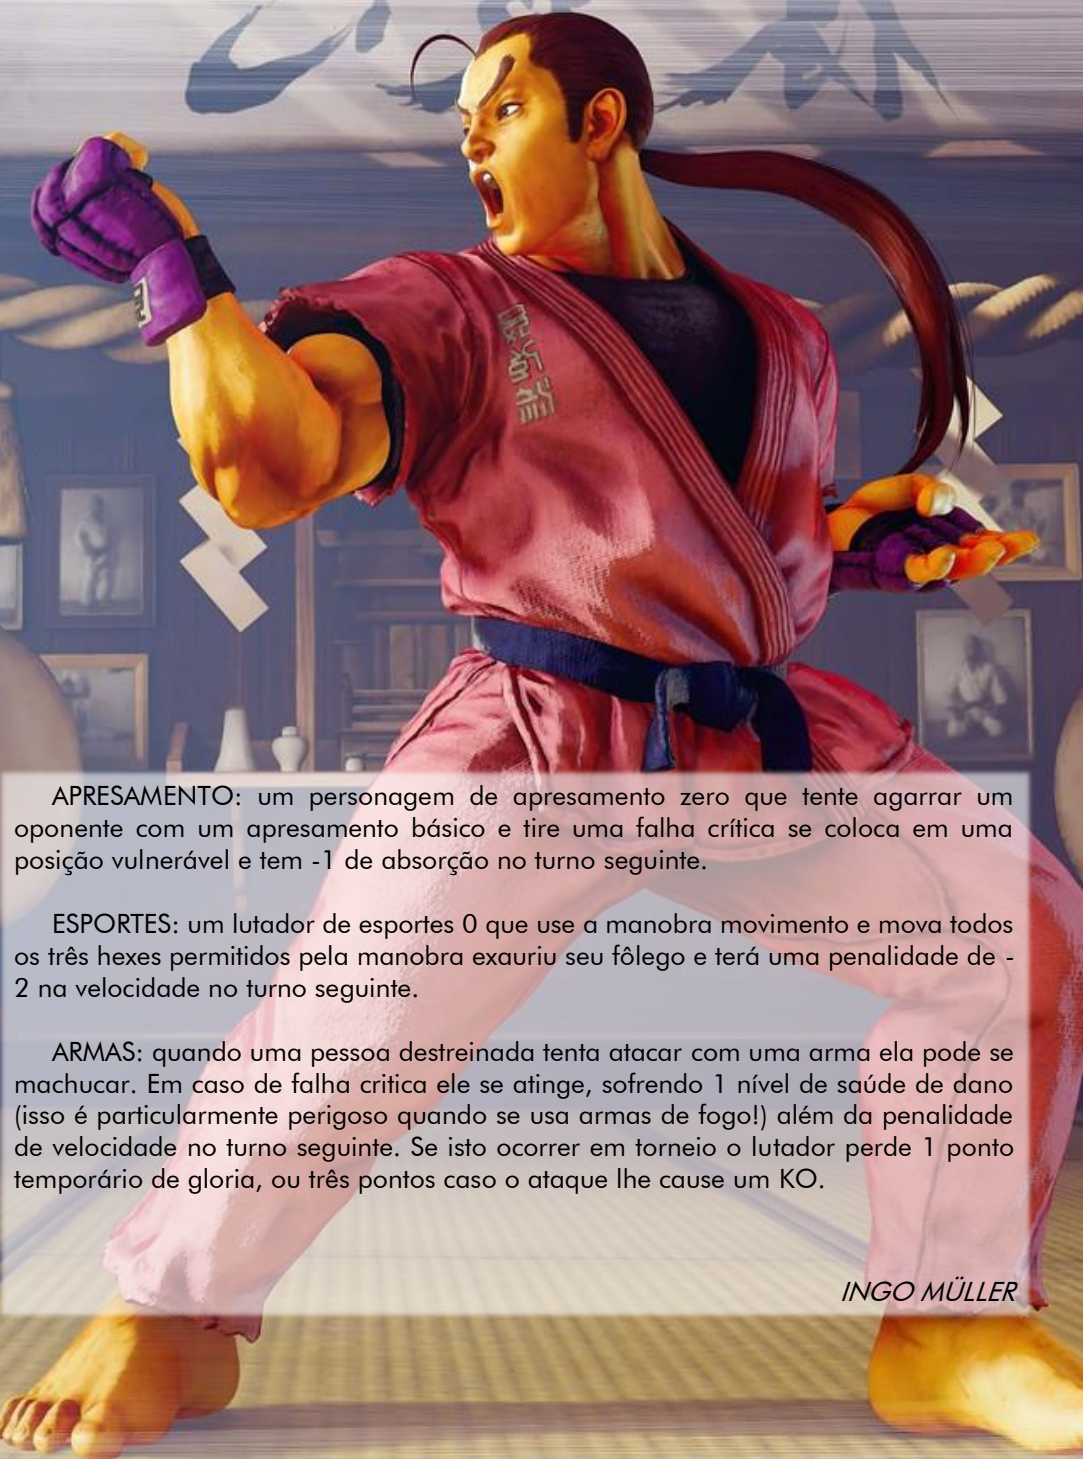 APRESAMENTO: um personagem de apresamento zero que tente agarrar um
oponente com um apresamento básico e tire uma falha crítica se coloca em uma
posição vulnerável e tem -1 de absorção no turno seguinte.
ESPORTES: um lutador de esportes 0 que use a manobra movimento e mova todos
os três hexes permitidos pela manobra exauriu seu fôlego e terá uma penalidade de -
2 na velocidade no turno seguinte.
ARMAS: quando uma pessoa destreinada tenta atacar com uma arma ela pode se
machucar. Em caso de falha critica ele se atinge, sofrendo 1 nível de saúde de dano
(isso é particularmente perigoso quando se usa armas de fogo!) além da penalidade
de velocidade no turno seguinte. Se isto ocorrer em torneio o lutador perde 1 ponto
temporário de gloria, ou três pontos caso o ataque lhe cause um KO.
INGO MÜLLER